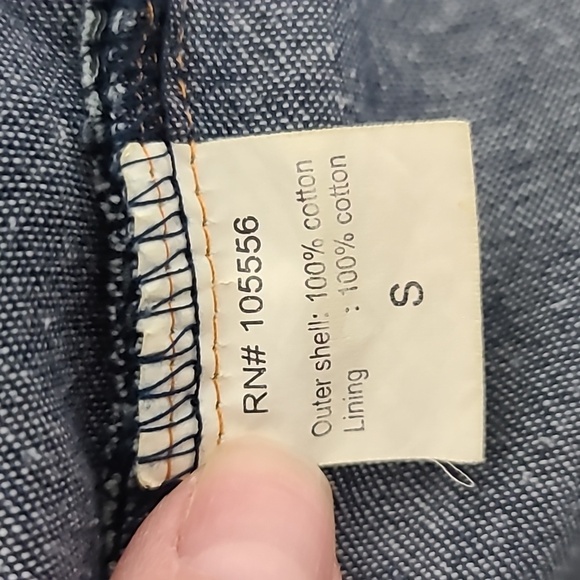 RN# 105556
Outer shell: 100% cotton
Lining : 100% cotton
S